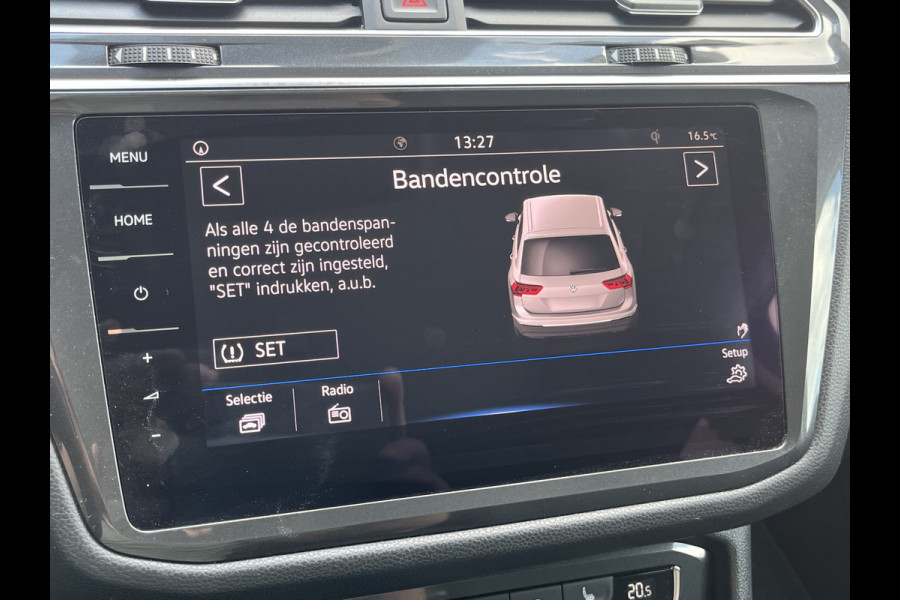 13:27
16.5°C
MENU
HOME
<
Bandencontrole
>
Als alle 4 de bandenspan-
ningen zijn gecontroleerd
en correct zijn ingesteld,
"SET" indrukken, a.u.b.
(!) SET
+
-
Selectie
Radio
Setup
20.5